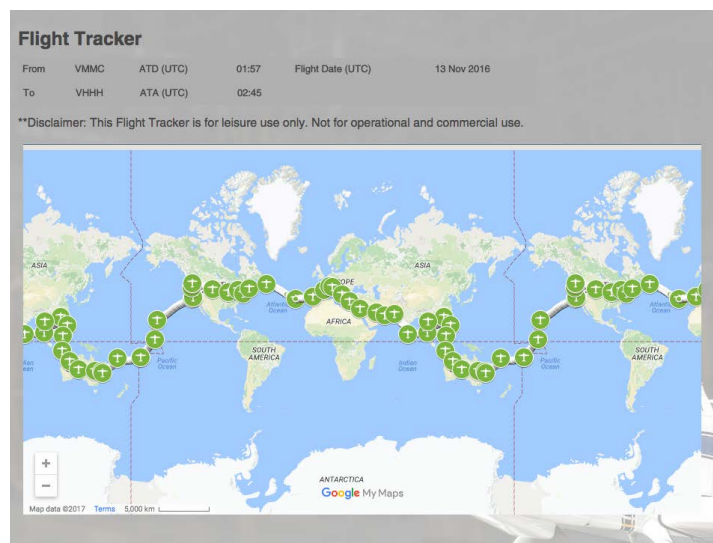 Flight Tracker
From VMMC ATD (UTC) 01:57 Flight Date (UTC) 13 Nov 2016
To VHHH ATA (UTC) 02:45
**Disclaimer: This Flight Tracker is for leisure use only. Not for operational and commercial use.
ASIA
ASIA
AFRICA
SOUTH
AMERICA
SOUTH
AMERICA
Pacific
Ocean
Indian
Ocean
Pacific
Ocean
Atlantic
Ocean
ANTARCTICA
Google My Maps
+
−
Map data ©2017 Terms 5,000 km